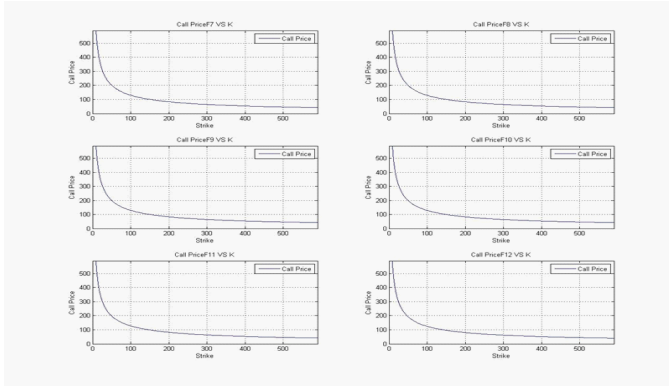 Call PriceF7 VS K
Call Price
500
400
300
200
100
0
Call Price
0 100 200 300 400 500
Strike
Call PriceF8 VS K
Call Price
500
400
300
200
100
0
Call Price
0 100 200 300 400 500
Strike
Call PriceF9 VS K
Call Price
500
400
300
200
100
0
Call Price
0 100 200 300 400 500
Strike
Call PriceF10 VS K
Call Price
500
400
300
200
100
0
Call Price
0 100 200 300 400 500
Strike
Call PriceF11 VS K
Call Price
500
400
300
200
100
0
Call Price
0 100 200 300 400 500
Strike
Call PriceF12 VS K
Call Price
500
400
300
200
100
0
Call Price
0 100 200 300 400 500
Strike